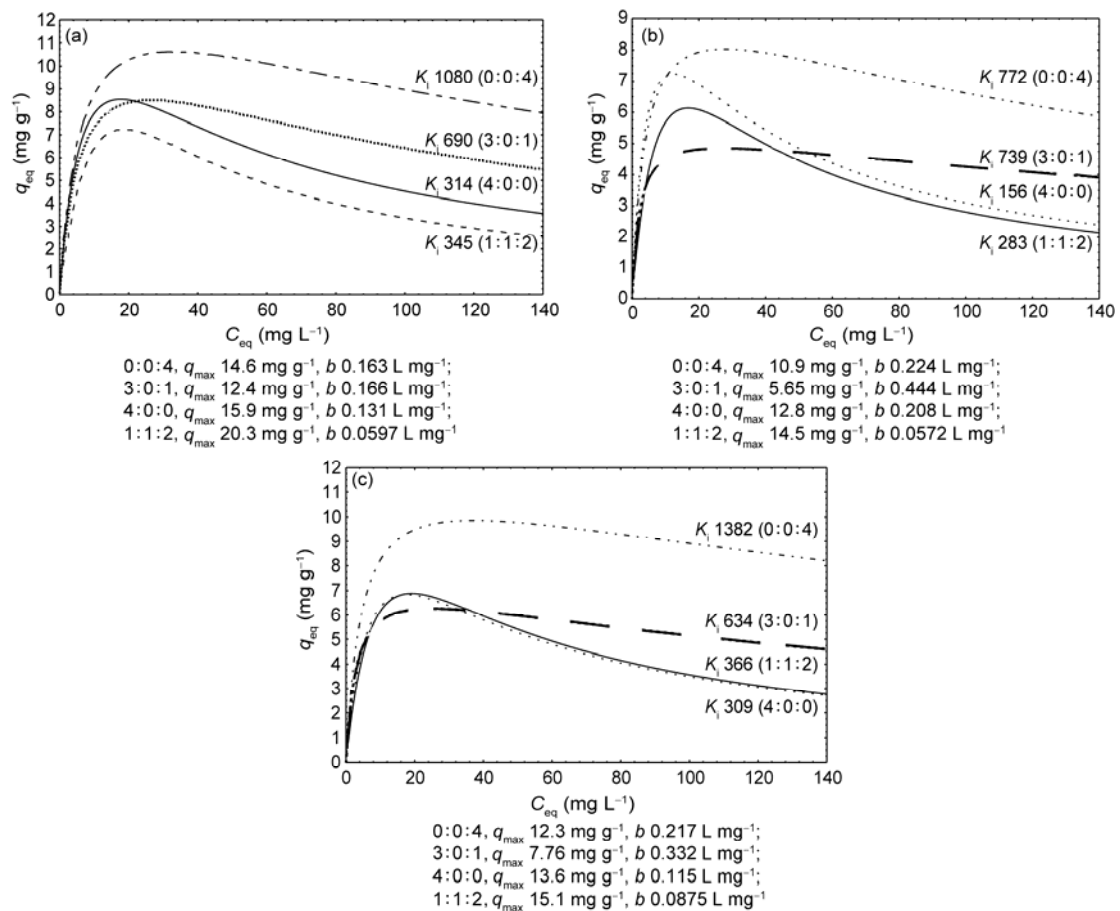 (a)
12
11
10
9
8
7
6
5
4
3
2
1
0
q_eq (mg g⁻¹)
K_i 1080 (0:0:4)
K_i 690 (3:0:1)
K_i 314 (4:0:0)
K_i 345 (1:1:2)
0 20 40 60 80 100 120 140
C_eq (mg L⁻¹)
0:0:4, q_max 14.6 mg g⁻¹, b 0.163 L mg⁻¹;
3:0:1, q_max 12.4 mg g⁻¹, b 0.166 L mg⁻¹;
4:0:0, q_max 15.9 mg g⁻¹, b 0.131 L mg⁻¹;
1:1:2, q_max 20.3 mg g⁻¹, b 0.0597 L mg⁻¹
(b)
9
8
7
6
5
4
3
2
1
0
q_eq (mg g⁻¹)
K_i 772 (0:0:4)
K_i 739 (3:0:1)
K_i 156 (4:0:0)
K_i 283 (1:1:2)
0 20 40 60 80 100 120 140
C_eq (mg L⁻¹)
0:0:4, q_max 10.9 mg g⁻¹, b 0.224 L mg⁻¹;
3:0:1, q_max 5.65 mg g⁻¹, b 0.444 L mg⁻¹;
4:0:0, q_max 12.8 mg g⁻¹, b 0.208 L mg⁻¹;
1:1:2, q_max 14.5 mg g⁻¹, b 0.0572 L mg⁻¹
(c)
12
11
10
9
8
7
6
5
4
3
2
1
0
q_eq (mg g⁻¹)
K_i 1382 (0:0:4)
K_i 634 (3:0:1)
K_i 366 (1:1:2)
K_i 309 (4:0:0)
0 20 40 60 80 100 120 140
C_eq (mg L⁻¹)
0:0:4, q_max 12.3 mg g⁻¹, b 0.217 L mg⁻¹;
3:0:1, q_max 7.76 mg g⁻¹, b 0.332 L mg⁻¹;
4:0:0, q_max 13.6 mg g⁻¹, b 0.115 L mg⁻¹;
1:1:2, q_max 15.1 mg g⁻¹, b 0.0875 L mg⁻¹